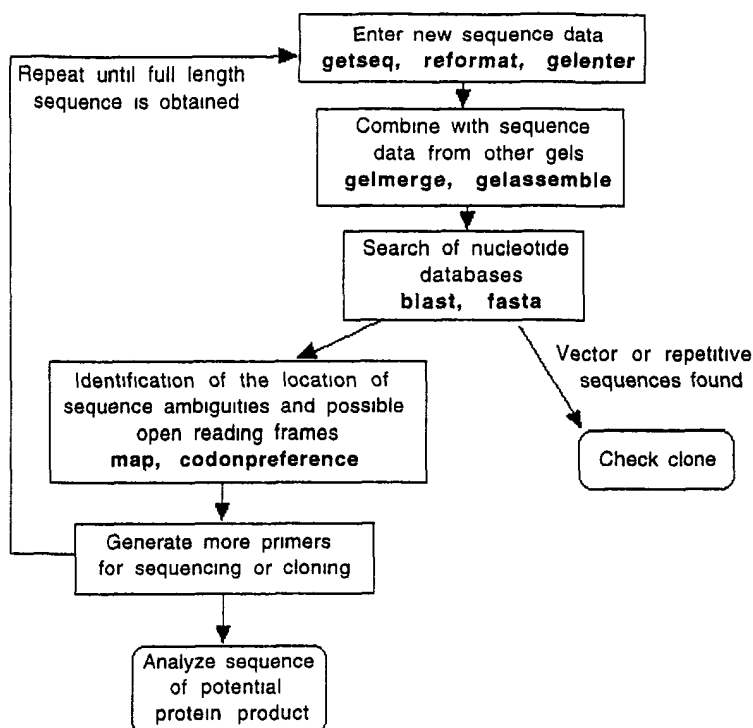 Enter new sequence data
getseq, reformat, gelenter
Repeat until full length
sequence is obtained
Combine with sequence
data from other gels
gelmerge, gelassemble
Search of nucleotide
databases
blast, fasta
Vector or repetitive
sequences found
Identification of the location of
sequence ambiguities and possible
open reading frames
map, codonpreference
Check clone
Generate more primers
for sequencing or cloning
Analyze sequence
of potential
protein product